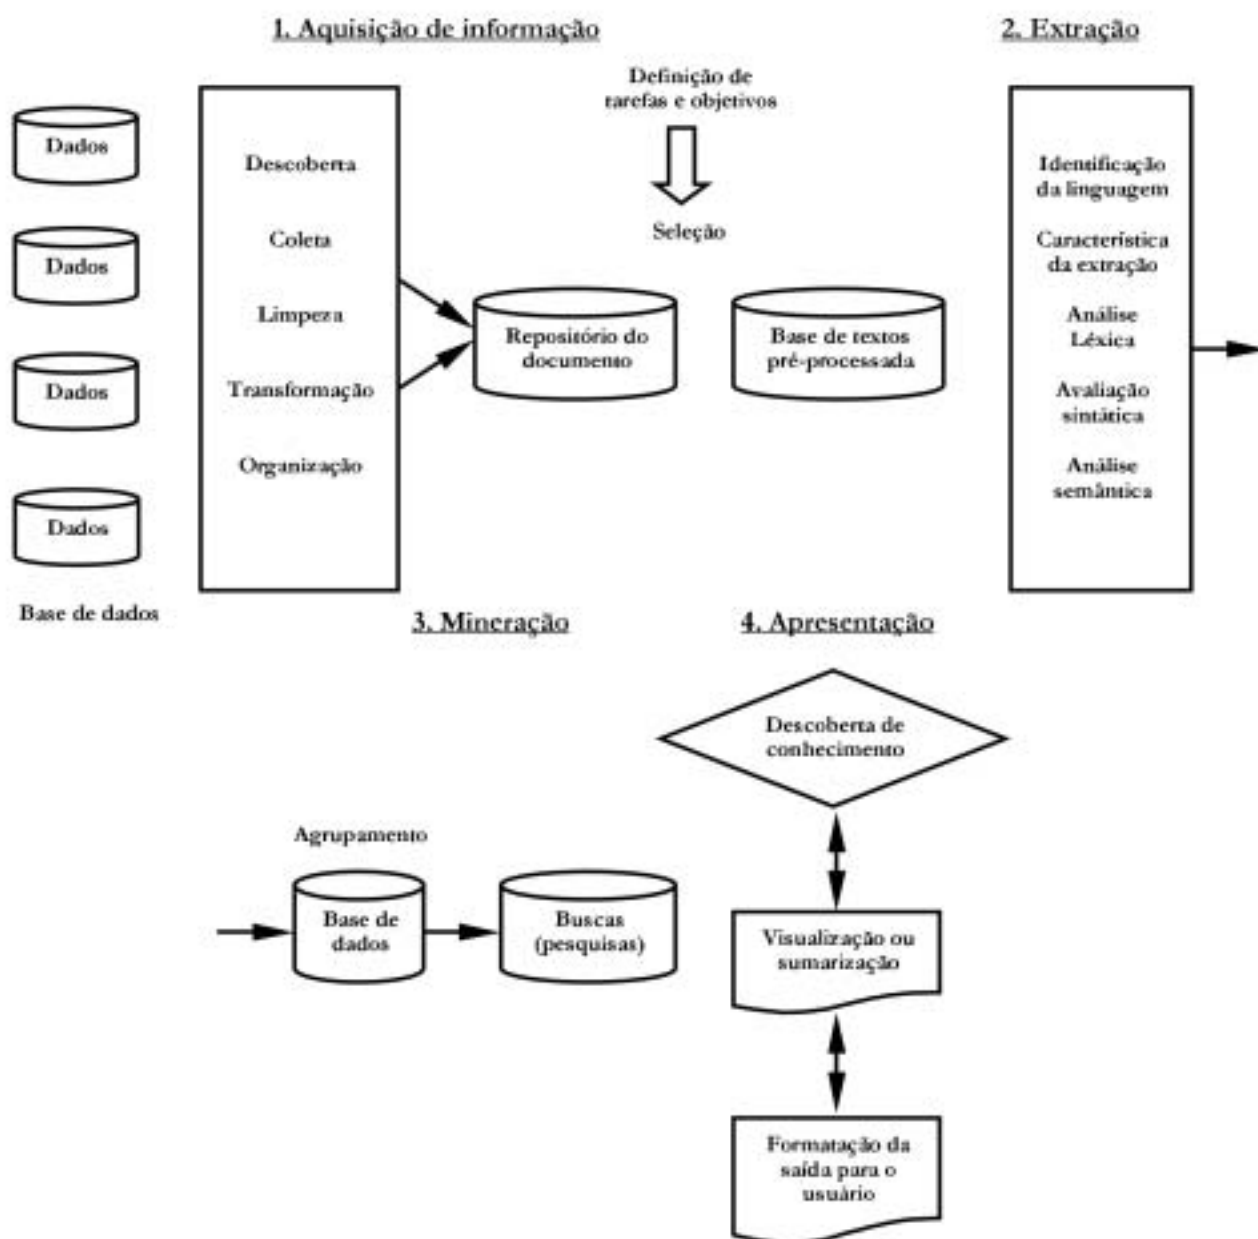 1. Aquisição de informação
2. Extração
Definição de
tarefas e objetivos
Seleção
Dados
Dados
Dados
Dados
Base de dados
Descoberta
Coleta
Limpeza
Transformação
Organização
Repositório do
documento
Base de textos
pré-processada
Identificação
da linguagem
Característica
da extração
Análise
Léxica
Avaliação
sintática
Análise
semântica
3. Mineração
4. Apresentação
Agrupamento
Base de
dados
Buscas
(pesquisas)
Descoberta de
conhecimento
Visualização ou
sumarização
Formatação da
saída para o
usuário